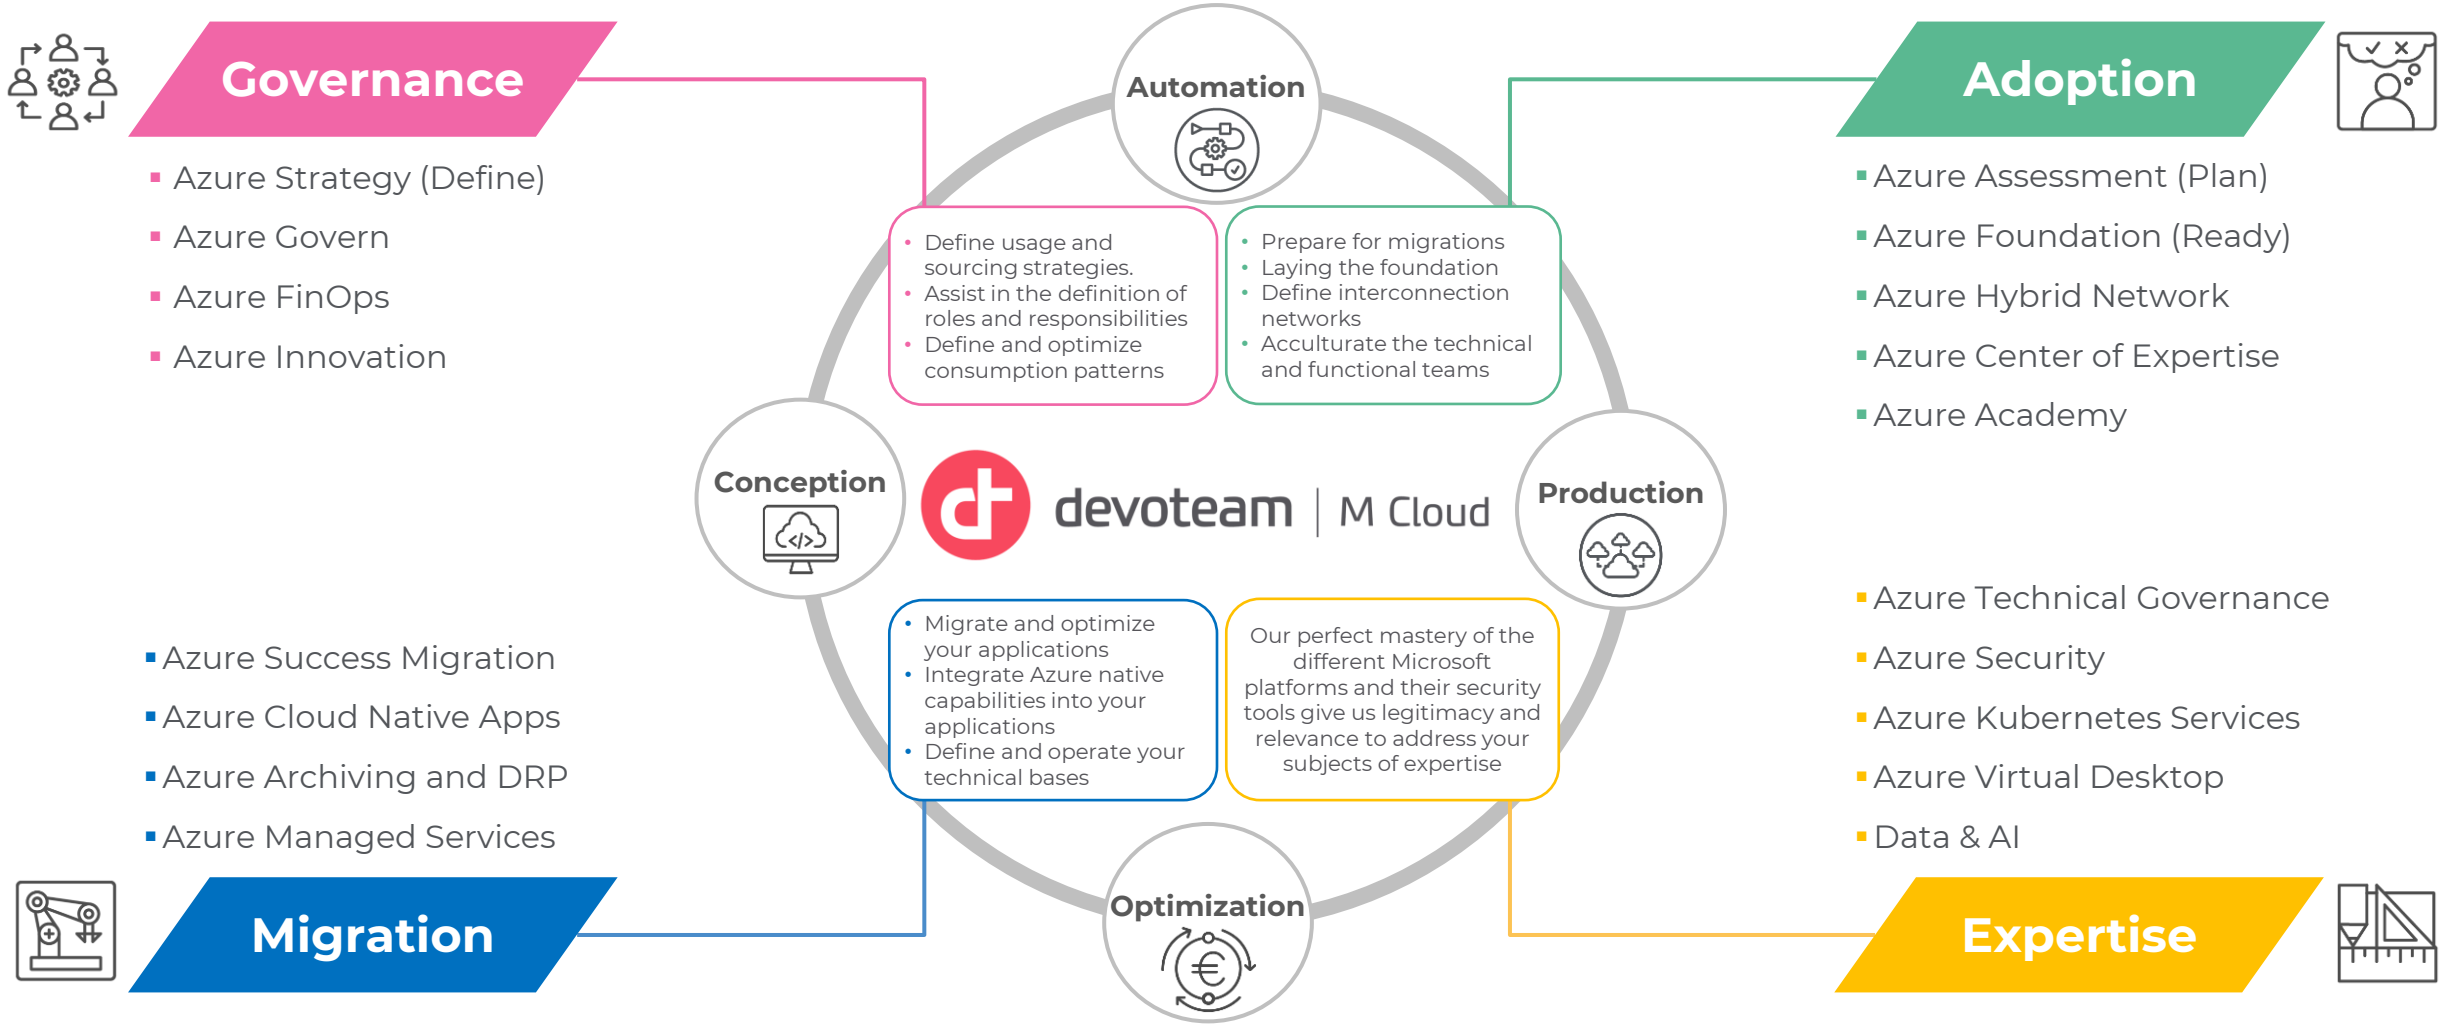 Governance
Azure Strategy (Define)
Azure Govern
Azure FinOps
Azure Innovation
Automation
Adoption
Azure Assessment (Plan)
Azure Foundation (Ready)
Azure Hybrid Network
Azure Center of Expertise
Azure Academy
Define usage and
sourcing strategies.
Assist in the definition of
roles and responsibilities
Define and optimize
consumption patterns
Prepare for migrations
Laying the foundation
Define interconnection
networks
Acculturate the technical
and functional teams
Conception
</>
devoteam | M Cloud
Production
Migrate and optimize
your applications
Integrate Azure native
capabilities into your
applications
Define and operate your
technical bases
Our perfect mastery of the
different Microsoft
platforms and their security
tools give us legitimacy and
relevance to address your
subjects of expertise
Azure Success Migration
Azure Cloud Native Apps
Azure Archiving and DRP
Azure Managed Services
Migration
Optimization
€
Azure Technical Governance
Azure Security
Azure Kubernetes Services
Azure Virtual Desktop
Data & AI
Expertise